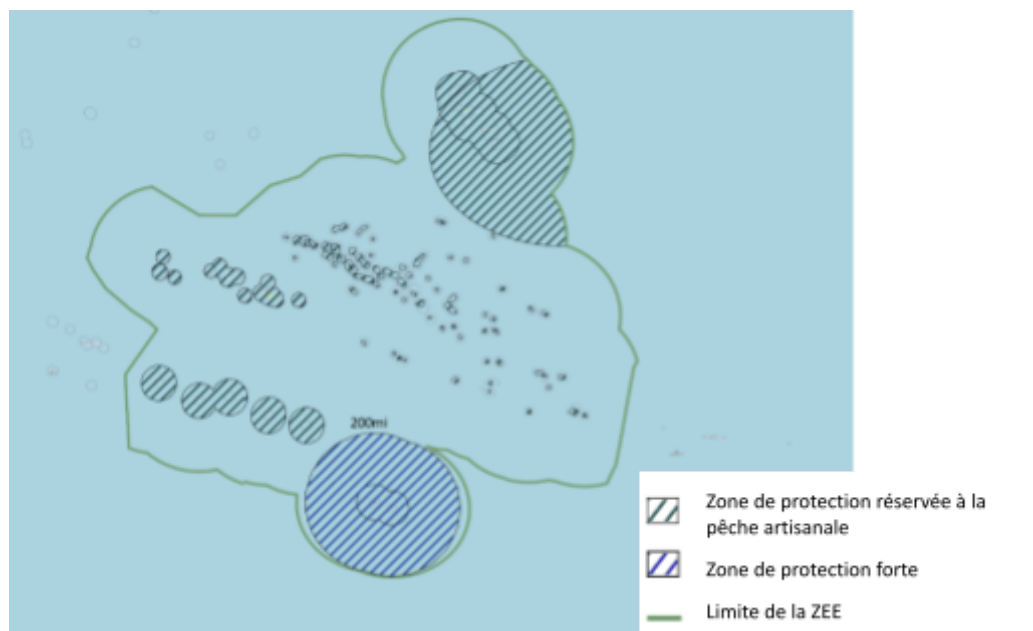 200mi
Zone de protection réservée à la
pêche artisanale
Zone de protection forte
Limite de la ZEE